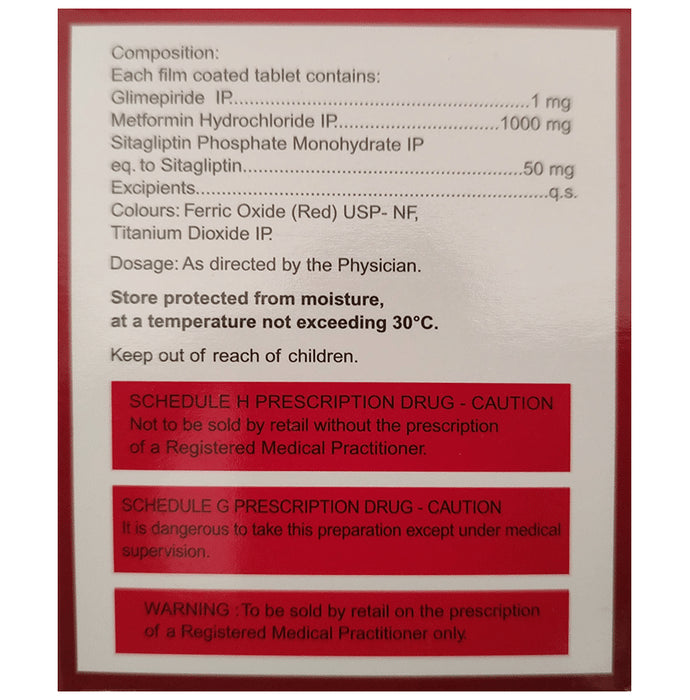 Composition:
Each film coated tablet contains:
Glimepiride IP..................................................1 mg
Metformin Hydrochloride IP...........................1000 mg
Sitagliptin Phosphate Monohydrate IP
eq. to Sitagliptin...............................................50 mg
Excipients...........................................................q.s.
Colours: Ferric Oxide (Red) USP- NF,
Titanium Dioxide IP.
Dosage: As directed by the Physician.
Store protected from moisture,
at a temperature not exceeding 30°C.
Keep out of reach of children.
SCHEDULE H PRESCRIPTION DRUG - CAUTION
Not to be sold by retail without the prescription
of a Registered Medical Practitioner.
SCHEDULE G PRESCRIPTION DRUG - CAUTION
It is dangerous to take this preparation except under medical
supervision.
WARNING : To be sold by retail on the prescription
of a Registered Medical Practitioner only.